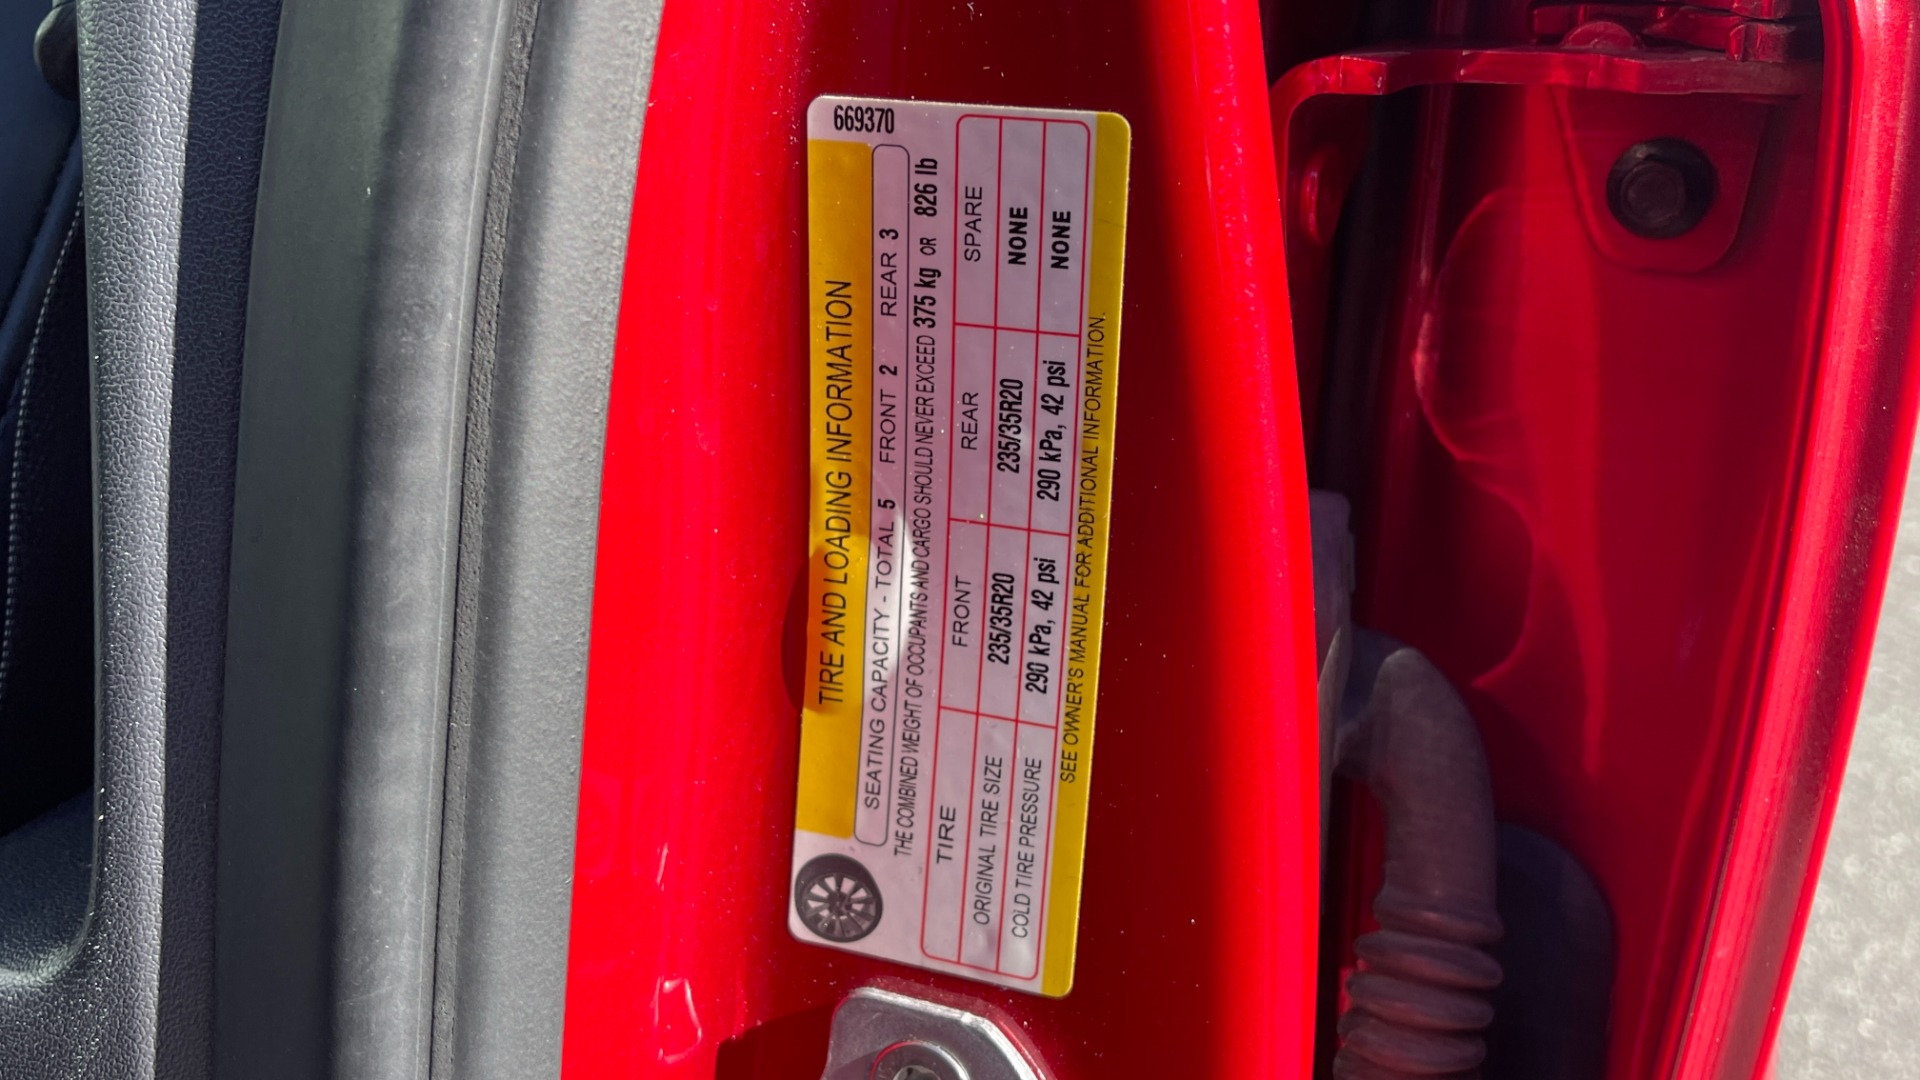 669370
TIRE AND LOADING INFORMATION
SEATING CAPACITY - TOTAL 5 FRONT 2 REAR 3
THE COMBINED WEIGHT OF OCCUPANTS AND CARGO SHOULD NEVER EXCEED 375 kg OR 826 lb
TIRE FRONT REAR SPARE
ORIGINAL TIRE SIZE 235/35R20 235/35R20 NONE
COLD TIRE PRESSURE 290 kPa, 42 psi 290 kPa, 42 psi NONE
SEE OWNER'S MANUAL FOR ADDITIONAL INFORMATION.